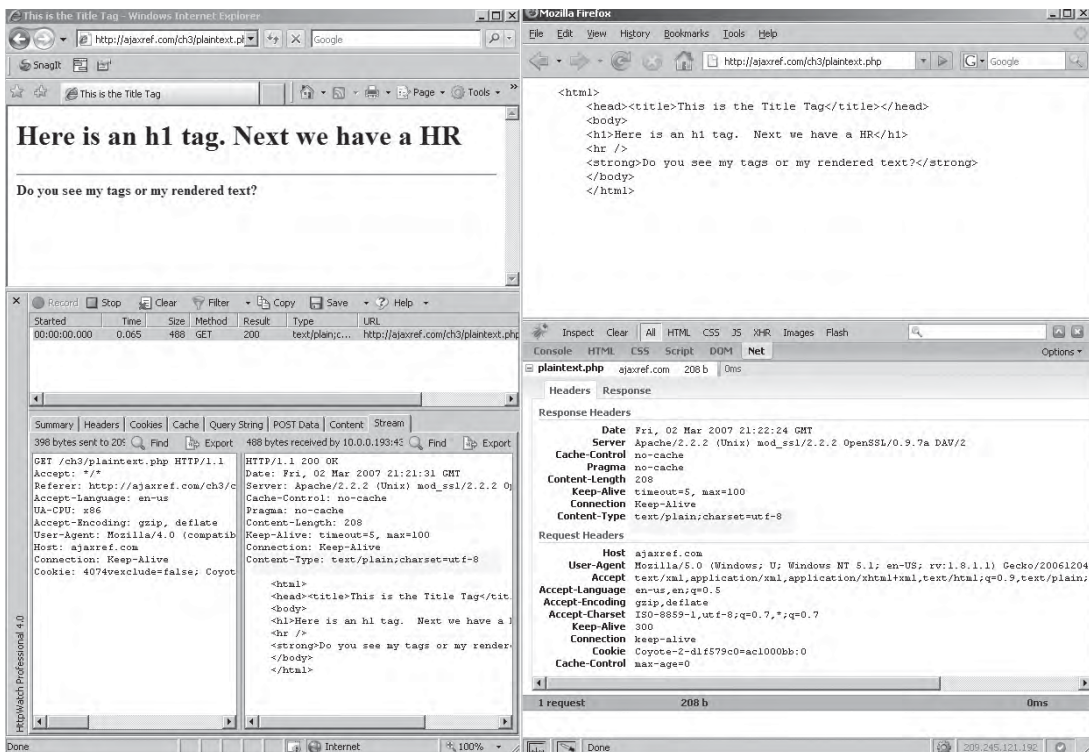 This is the Title Tag - Windows Internet Explorer
http://ajaxref.com/ch3/plaintext.pl
Google
SnagIt
This is the Title Tag
Page
Tools
Here is an h1 tag. Next we have a HR
Do you see my tags or my rendered text?
Record Stop Clear Filter Copy Save Help
Started Time Size Method Result Type URL
00:00:00.000 0.065 488 GET 200 text/plain;c... http://ajaxref.com/ch3/plaintext.php
Summary Headers Cookies Cache Query String POST Data Content Stream
398 bytes sent to 209 Find Export
GET /ch3/plaintext.php HTTP/1.1
Accept: */*
Referer: http://ajaxref.com/ch3/c
Accept-Language: en-us
UA-CPU: x86
Accept-Encoding: gzip, deflate
User-Agent: Mozilla/4.0 (compatib
Host: ajaxref.com
Connection: Keep-Alive
Cookie: 4074vexclude=false; Coyot
488 bytes received by 10.0.0.193:43 Find Export
HTTP/1.1 200 OK
Date: Fri, 02 Mar 2007 21:21:31 GMT
Server: Apache/2.2.2 (Unix) mod_ssl/2.2.2 Op
Cache-Control: no-cache
Pragma: no-cache
Content-Length: 208
Keep-Alive: timeout=5, max=100
Connection: Keep-Alive
Content-Type: text/plain;charset=utf-8
<html>
<head><title>This is the Title Tag</tit
<body>
<h1>Here is an h1 tag.  Next we have a
<hr />
<strong>Do you see my tags or my render
</body>
</html>
HttpWatch Professional 4.0
Done
Internet
100%
Mozilla Firefox
File Edit View History Bookmarks Tools Help
http://ajaxref.com/ch3/plaintext.php
Google
<html>
<head><title>This is the Title Tag</title></head>
<body>
<h1>Here is an h1 tag.  Next we have a HR</h1>
<hr />
<strong>Do you see my tags or my rendered text?</strong>
</body>
</html>
Inspect Clear All HTML CSS JS XHR Images Flash
Console HTML CSS Script DOM Net Options
plaintext.php ajaxref.com 208 b 0ms
Headers Response
Response Headers
Date Fri, 02 Mar 2007 21:22:24 GMT
Server Apache/2.2.2 (Unix) mod_ssl/2.2.2 OpenSSL/0.9.7a DAV/2
Cache-Control no-cache
Pragma no-cache
Content-Length 208
Keep-Alive timeout=5, max=100
Connection Keep-Alive
Content-Type text/plain;charset=utf-8
Request Headers
Host ajaxref.com
User-Agent Mozilla/5.0 (Windows; U; Windows NT 5.1; en-US; rv:1.8.1.1) Gecko/20061204
Accept text/xml,application/xml,application/xhtml+xml,text/html;q=0.9,text/plain;
Accept-Language en-us,en;q=0.5
Accept-Encoding gzip,deflate
Accept-Charset ISO-8859-1,utf-8;q=0.7,*;q=0.7
Keep-Alive 300
Connection keep-alive
Cookie Coyote-2-d1f579c0=ac1000bb:0
Cache-Control max-age=0
1 request 208 b 0ms
Done
209.245.121.192